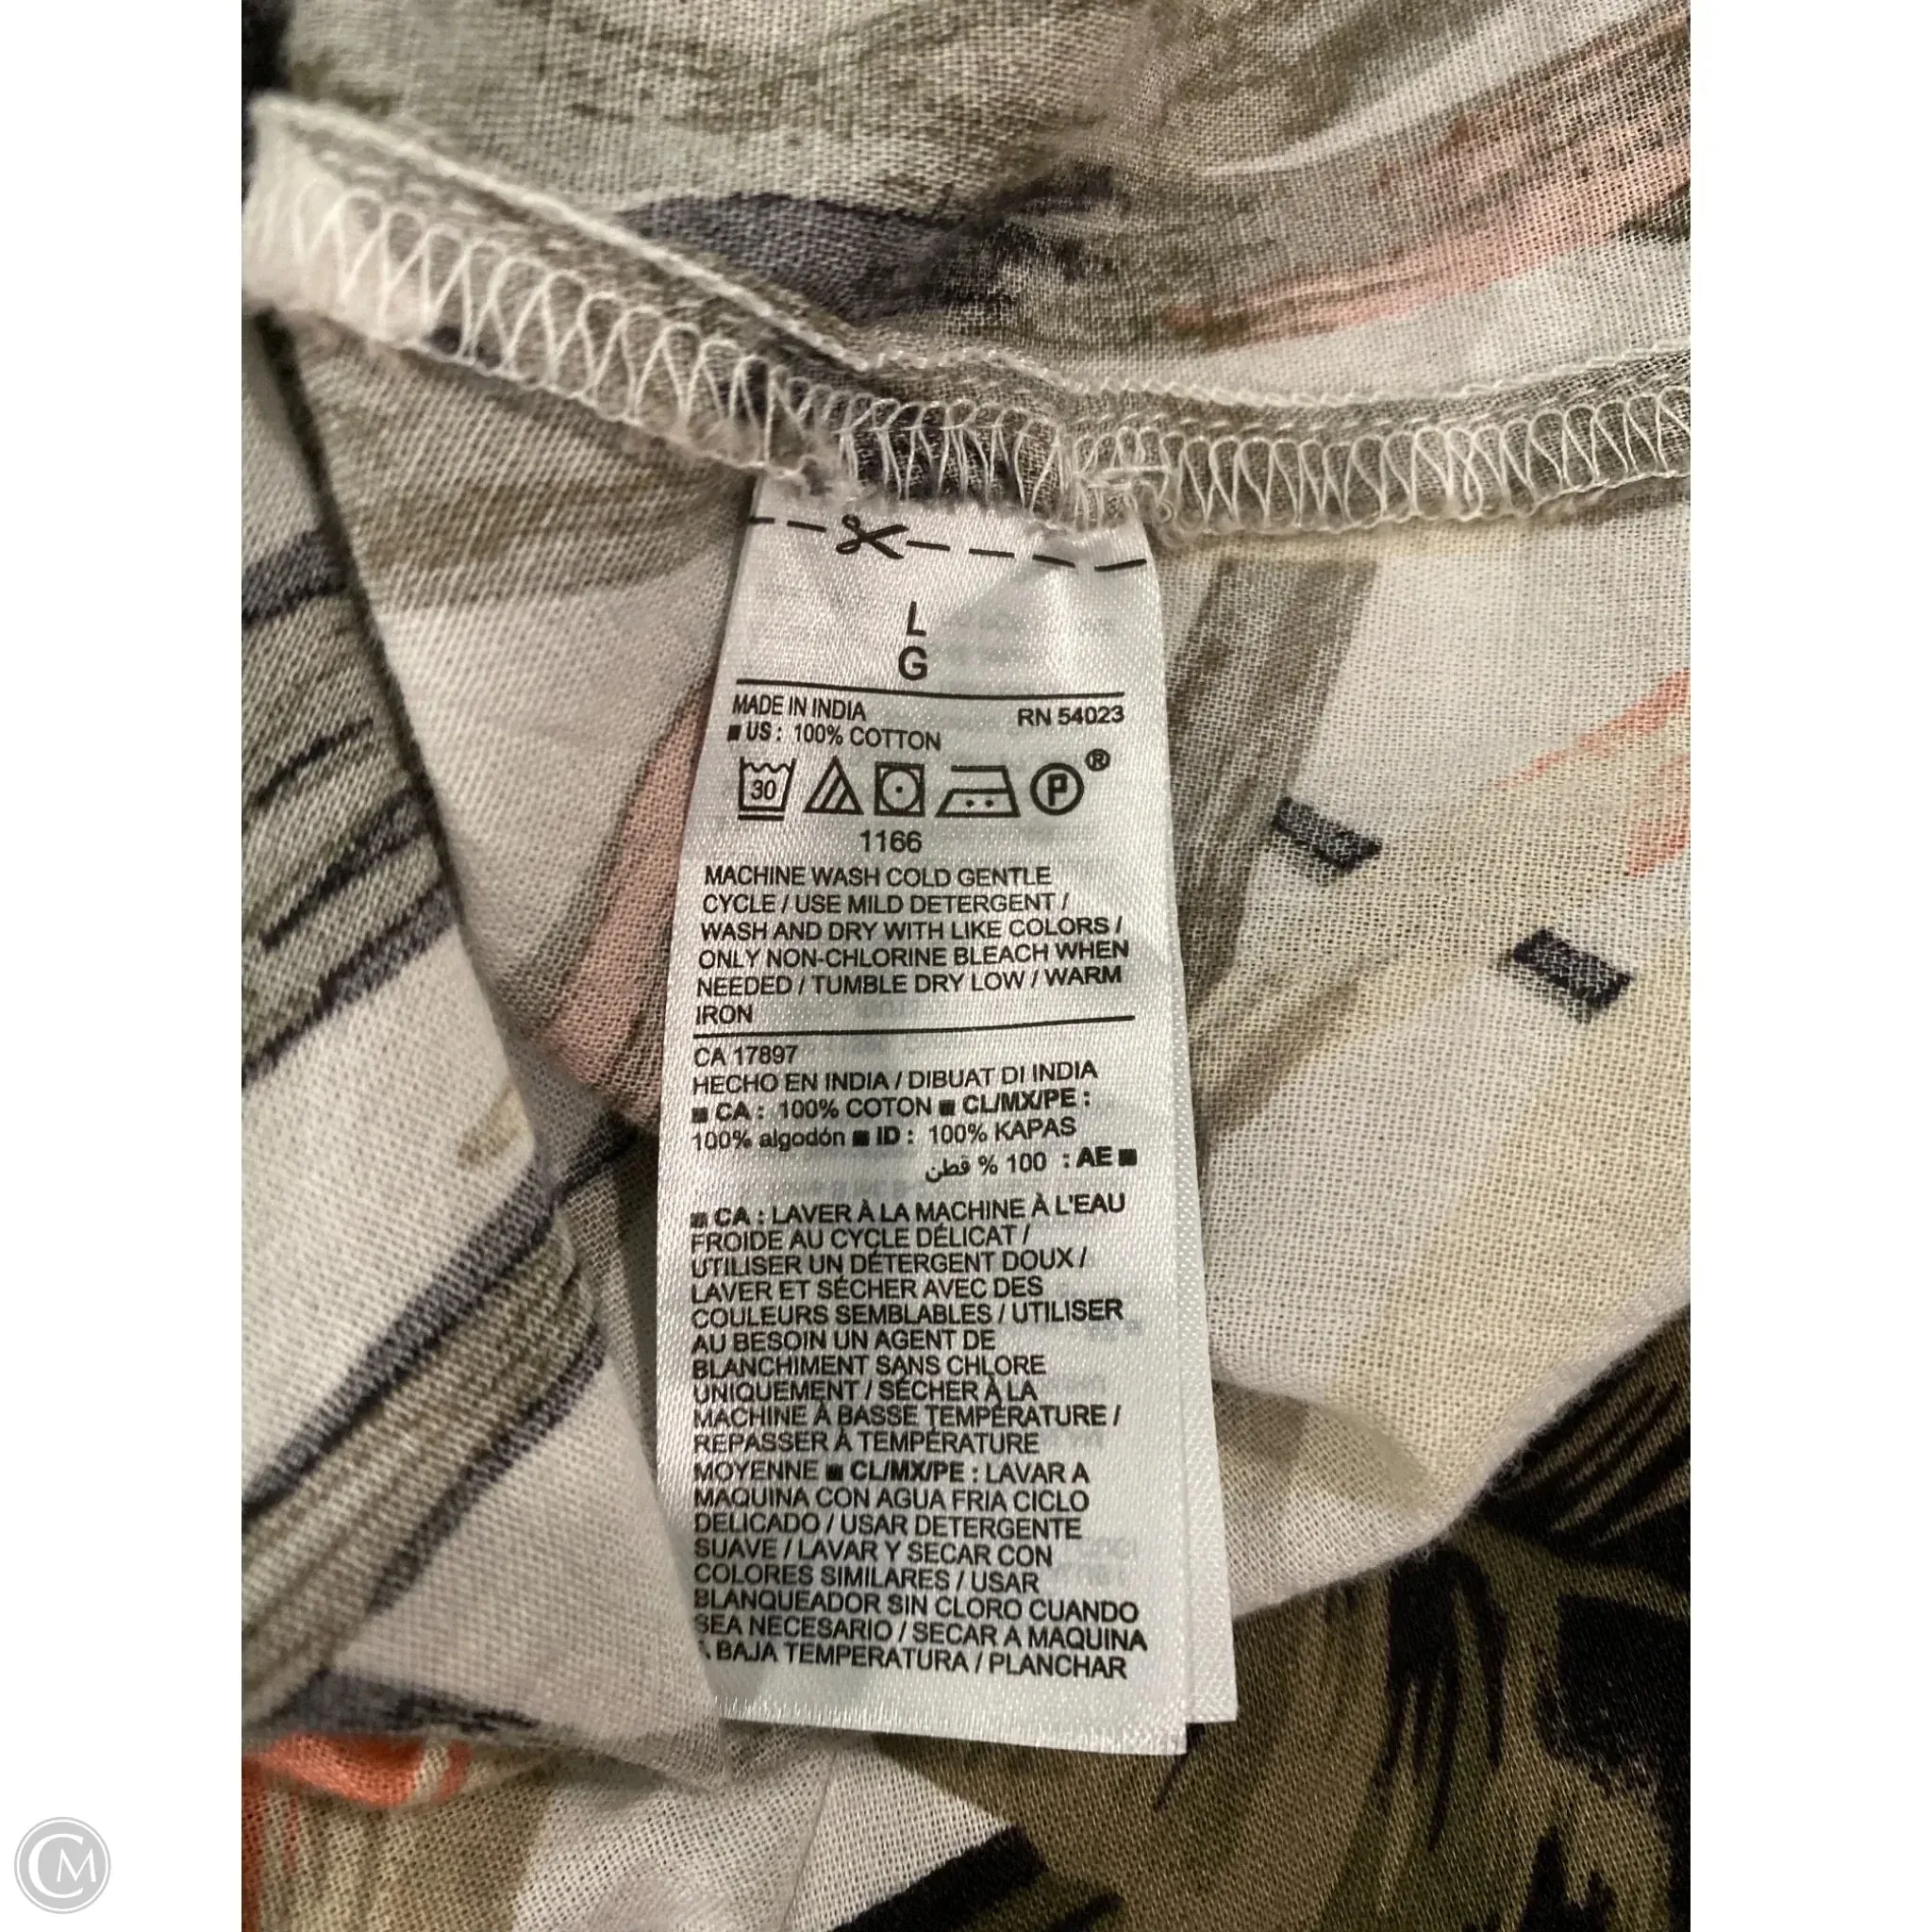 L
G
MADE IN INDIA RN 54023
US : 100% COTTON
30 P ®
1166
MACHINE WASH COLD GENTLE
CYCLE / USE MILD DETERGENT /
WASH AND DRY WITH LIKE COLORS /
ONLY NON-CHLORINE BLEACH WHEN
NEEDED / TUMBLE DRY LOW / WARM
IRON
CA 17897
HECHO EN INDIA / DIBUAT DI INDIA
■ CA : 100% COTON ■ CL/MX/PE :
100% algodón ■ ID : 100% KAPAS
■ AE : 100 % قطن
■ CA : LAVER À LA MACHINE À L'EAU
FROIDE AU CYCLE DÉLICAT /
UTILISER UN DÉTERGENT DOUX /
LAVER ET SÉCHER AVEC DES
COULEURS SEMBLABLES / UTILISER
AU BESOIN UN AGENT DE
BLANCHIMENT SANS CHLORE
UNIQUEMENT / SÉCHER À LA
MACHINE À BASSE TEMPÉRATURE /
REPASSER À TEMPÉRATURE
MOYENNE ■ CL/MX/PE : LAVAR A
MAQUINA CON AGUA FRIA CICLO
DELICADO / USAR DETERGENTE
SUAVE / LAVAR Y SECAR CON
COLORES SIMILARES / USAR
BLANQUEADOR SIN CLORO CUANDO
SEA NECESARIO / SECAR A MAQUINA
A BAJA TEMPERATURA / PLANCHAR
CM